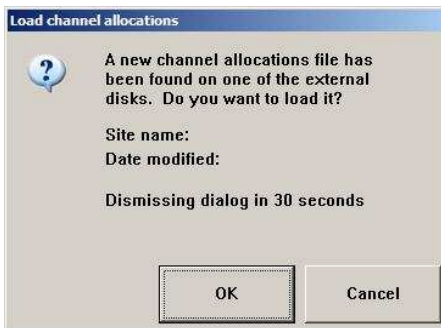 Load channel allocations
A new channel allocations file has
been found on one of the external
disks. Do you want to load it?
Site name:
Date modified:
Dismissing dialog in 30 seconds
OK
Cancel